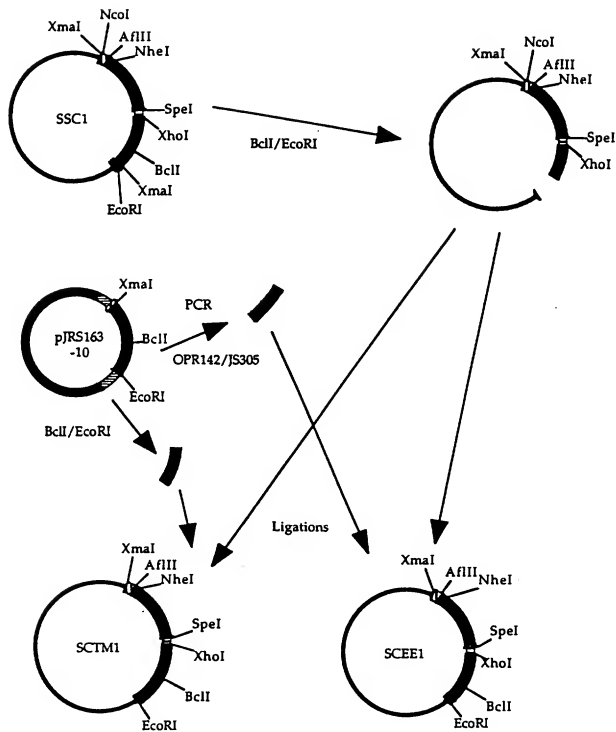 NcoI
XmaI
AflII
NheI
SSC1
SpeI
XhoI
BclI
XmaI
EcoRI
BclI/EcoRI
NcoI
XmaI
AflII
NheI
SpeI
XhoI
XmaI
PCR
pJRS163
-10
BclI
OPR142/JS305
EcoRI
BclI/EcoRI
Ligations
XmaI
AflII
NheI
SCTM1
SpeI
XhoI
BclI
EcoRI
XmaI
AflII
NheI
SCEE1
SpeI
XhoI
BclI
EcoRI